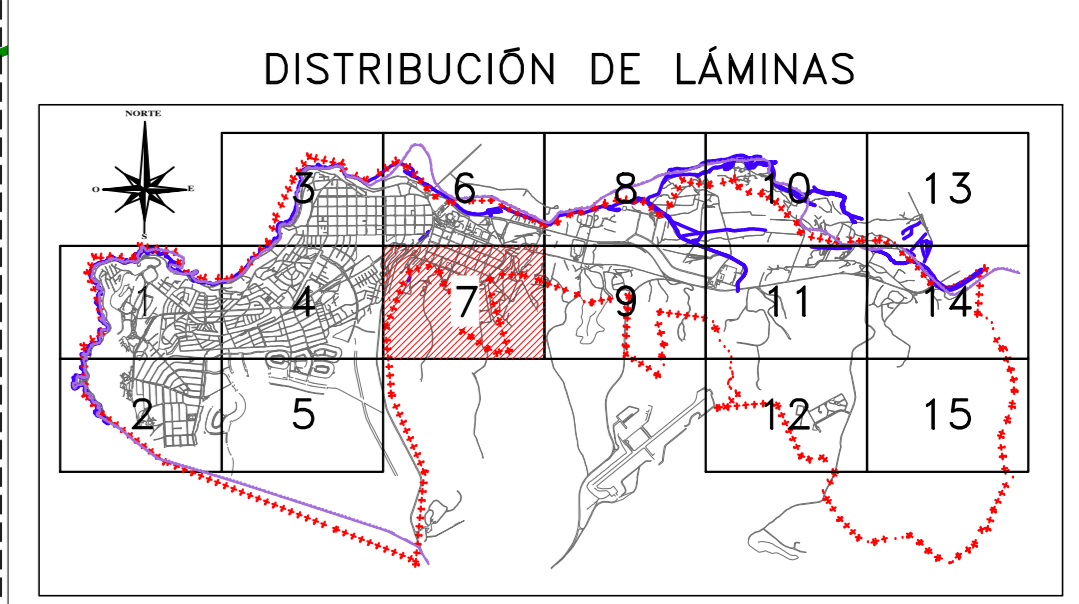 DISTRIBUCIÓN DE LÁMINAS
NORTE
O E
S
3 6 8 10 13
1 4 7 9 11 14
2 5 12 15